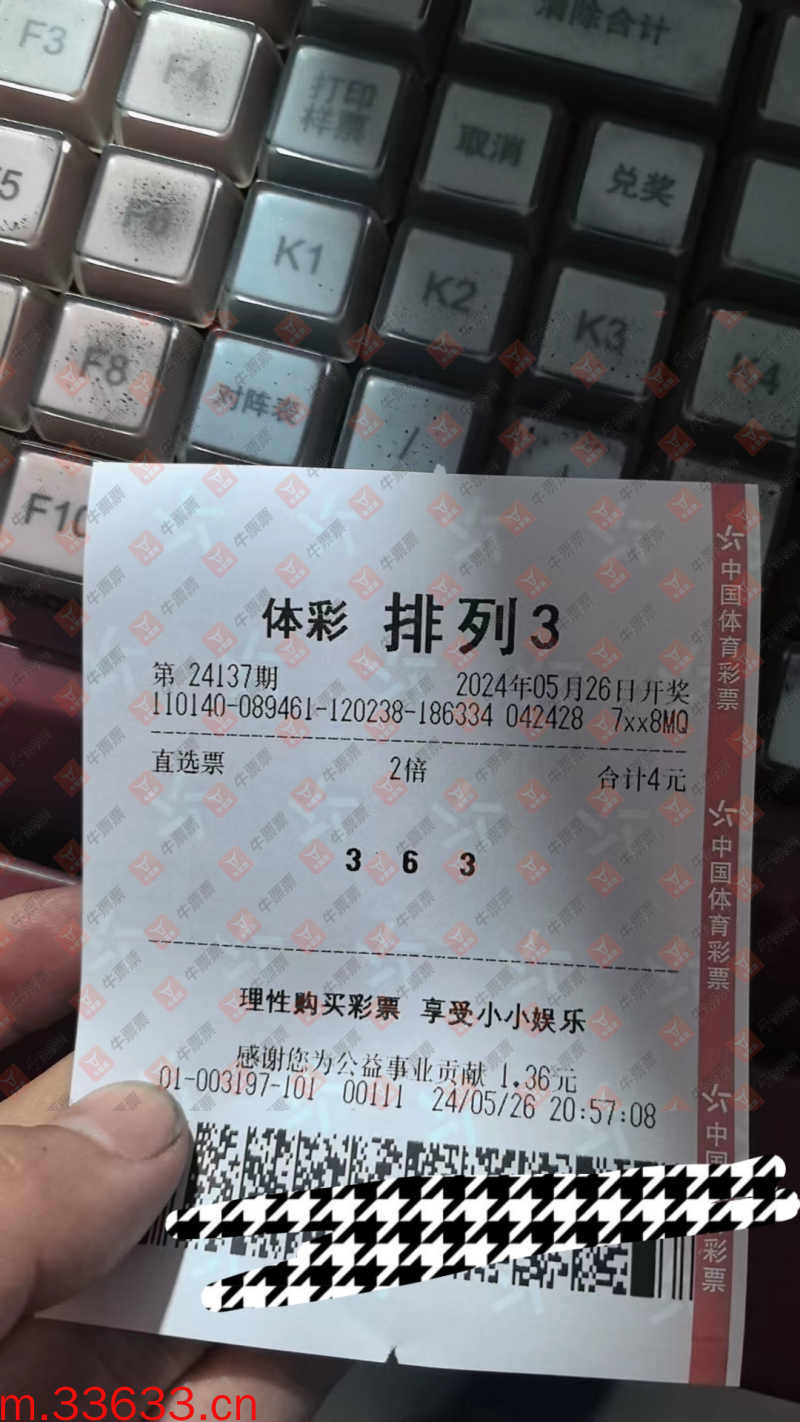 清除合计
F3
F4
打印
样票
取消
兑奖
5
F6
K1
K2
K3
K4
F8
对阵表
/
F10
体彩 排列3
第 24137期 2024年05月26日开奖
110140-089461-120238-186334 042428 7xx8MQ
直选票 2倍 合计4元
3 6 3
理性购买彩票 享受小小娱乐
感谢您为公益事业贡献 1.36元
01-003197-101 00111 24/05/26 20:57:08
中国体育彩票
中国体育彩票
中国
彩票
牛票票
m.33633.cn